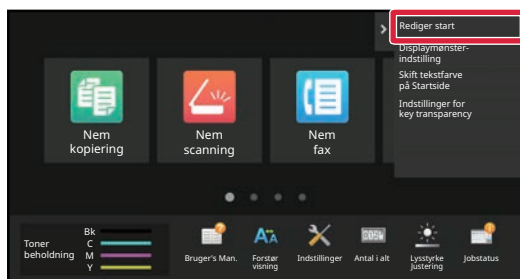 Rediger start
Displaymønster-
indstilling
Skift tekstfarve
på Startside
Indstillinger for
key transparency
Nem
kopiering
Nem
scanning
Nem
fax
Toner
beholdning
Bk
C
M
Y
Bruger's Man.
Forstør
visning
Indstillinger
Antal i alt
Lysstyrke
Justering
Jobstatus